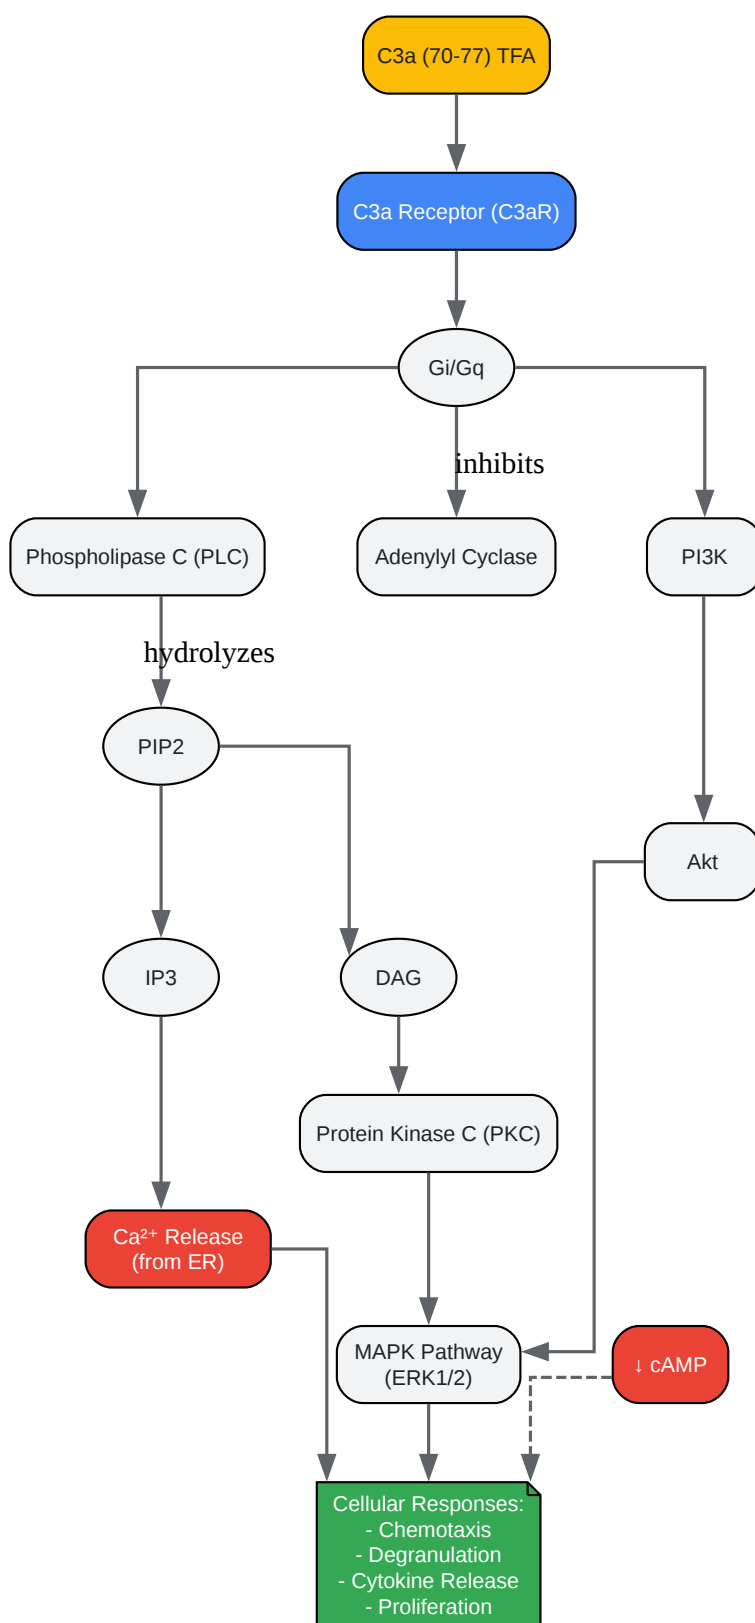 C3a (70-77) TFA
C3a Receptor (C3aR)
Gi/Gq
inhibits
Phospholipase C (PLC)
Adenylyl Cyclase
PI3K
hydrolyzes
PIP2
Akt
IP3
DAG
Protein Kinase C (PKC)
Ca²⁺ Release
(from ER)
MAPK Pathway
(ERK1/2)
↓ cAMP
Cellular Responses:
- Chemotaxis
- Degranulation
- Cytokine Release
- Proliferation